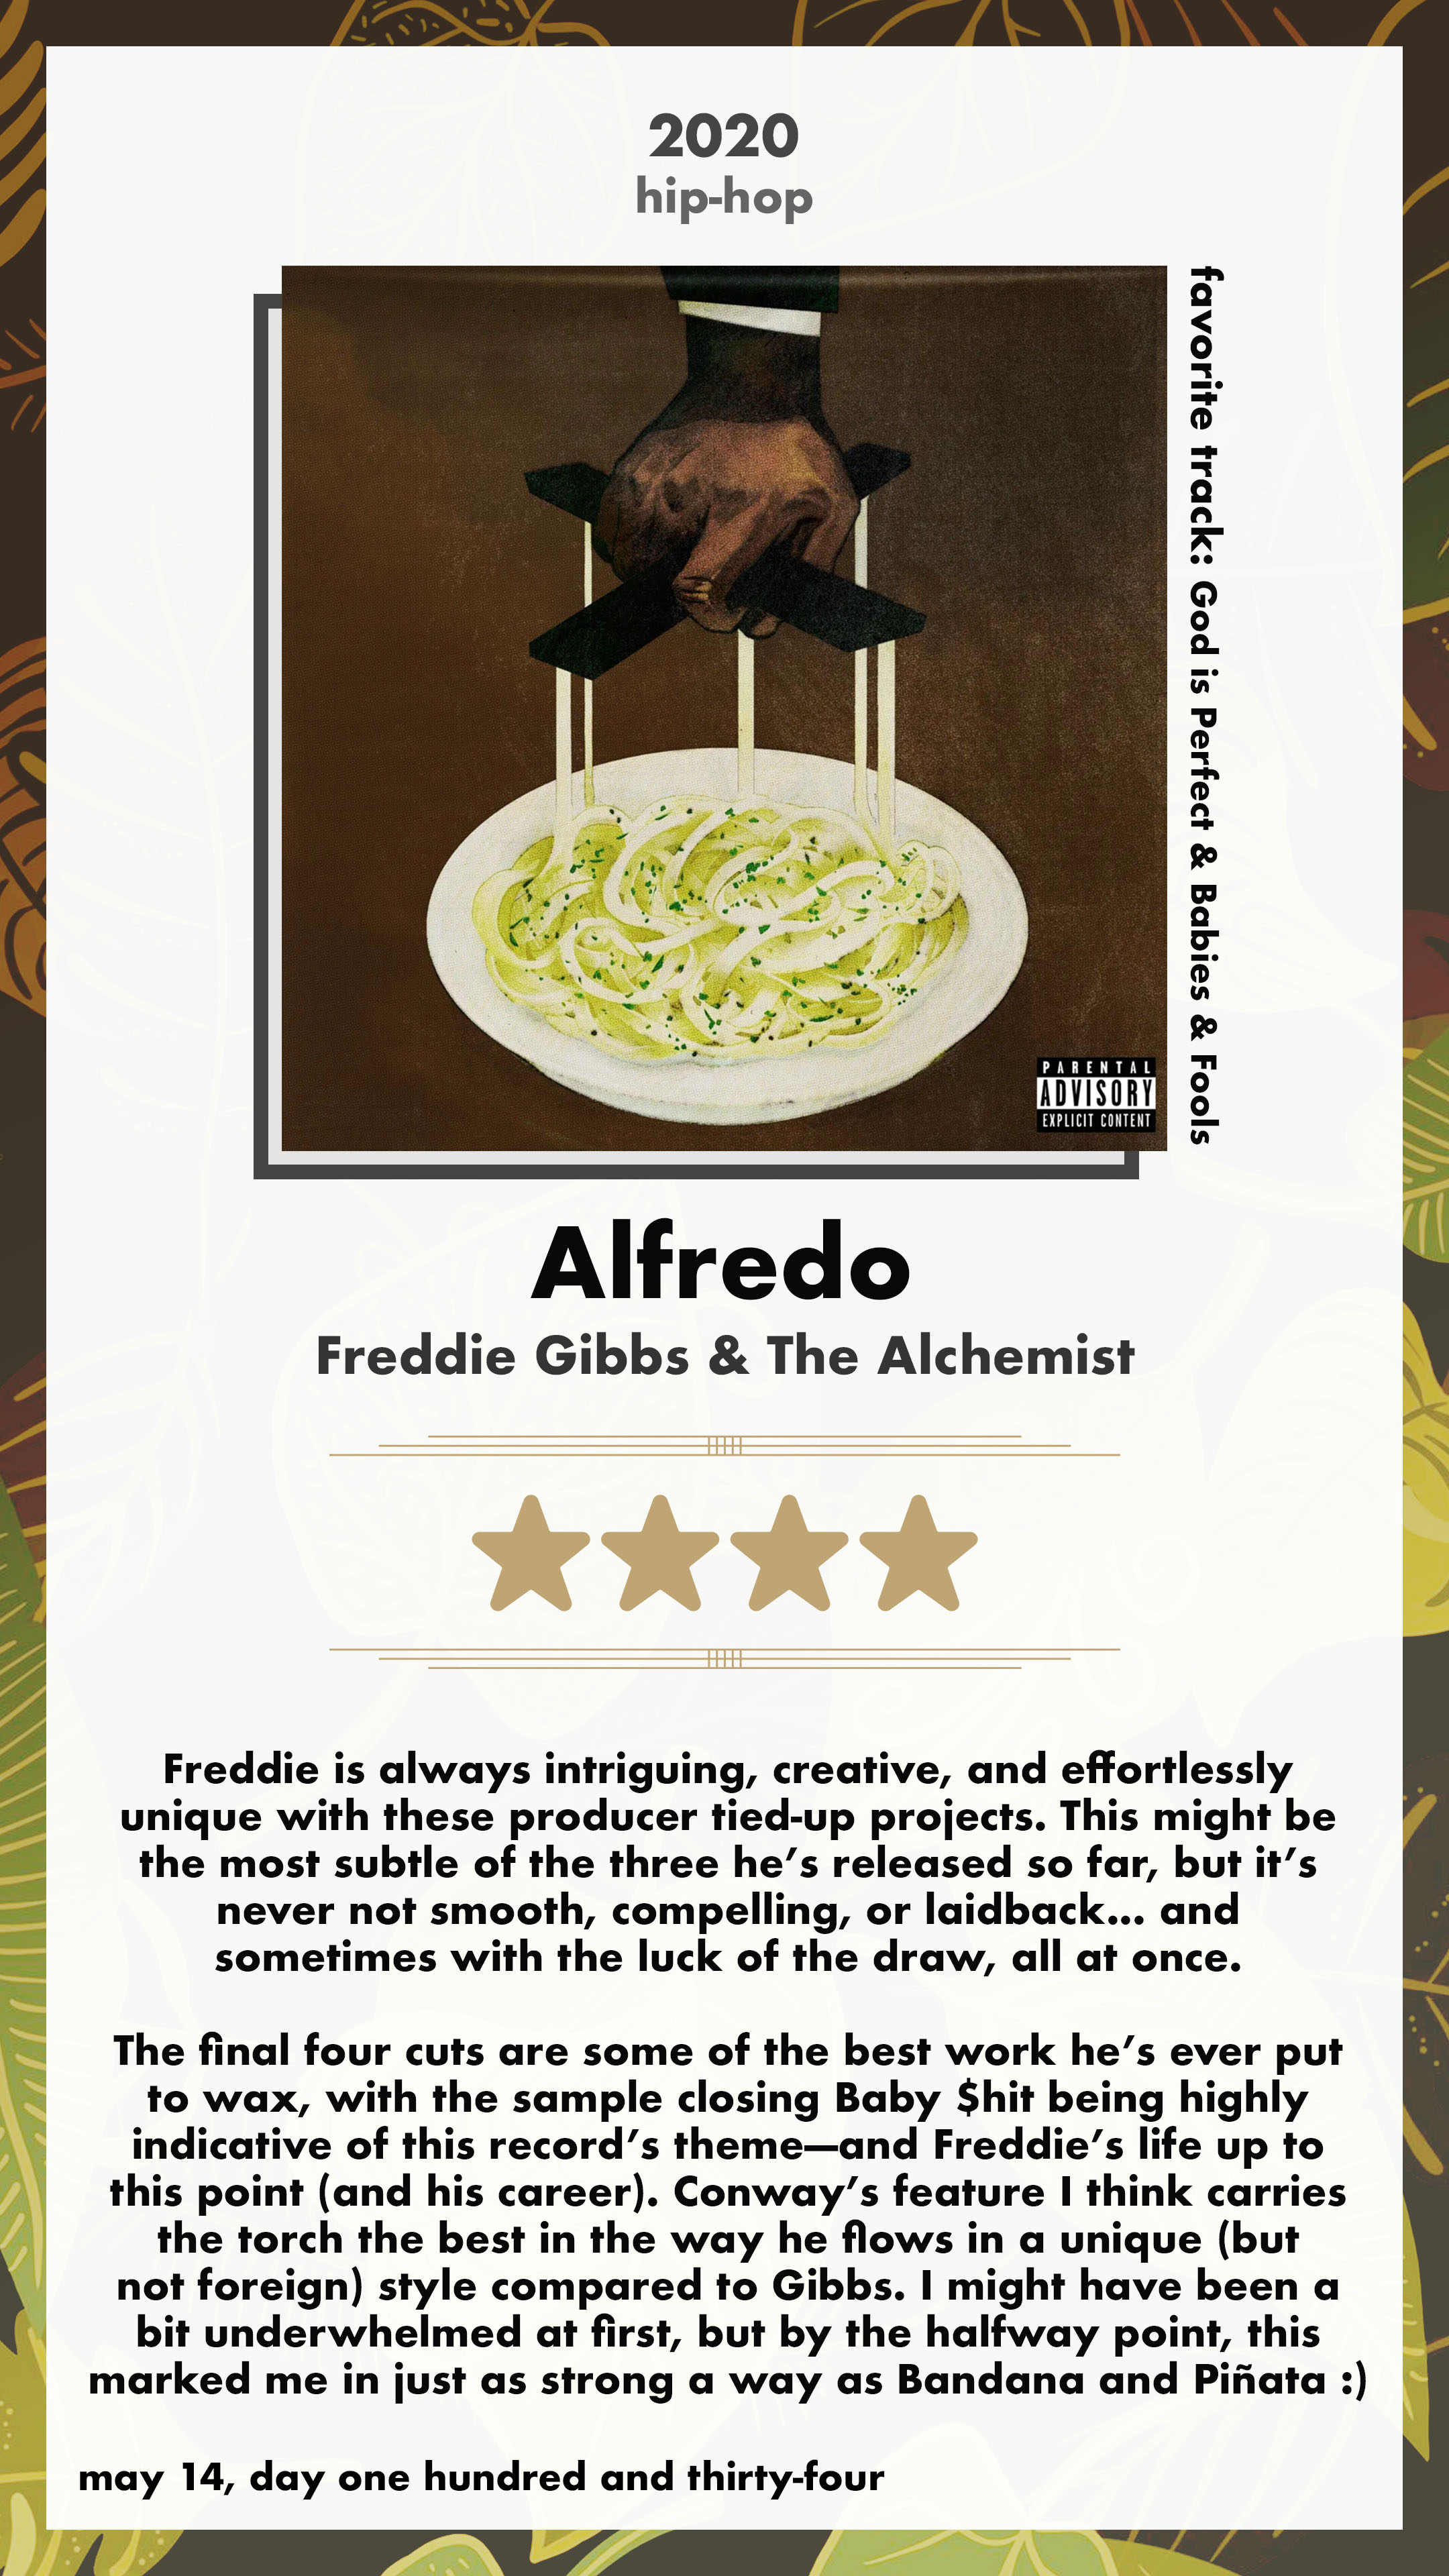 2020
hip-hop
favorite track: God is Perfect & Babies & Fools
PARENTAL
ADVISORY
EXPLICIT CONTENT
Alfredo
Freddie Gibbs & The Alchemist
Freddie is always intriguing, creative, and effortlessly
unique with these producer tied-up projects. This might be
the most subtle of the three he’s released so far, but it’s
never not smooth, compelling, or laidback... and
sometimes with the luck of the draw, all at once.
The final four cuts are some of the best work he’s ever put
to wax, with the sample closing Baby $hit being highly
indicative of this record’s theme—and Freddie’s life up to
this point (and his career). Conway’s feature I think carries
the torch the best in the way he flows in a unique (but
not foreign) style compared to Gibbs. I might have been a
bit underwhelmed at first, but by the halfway point, this
marked me in just as strong a way as Bandana and Piñata :)
may 14, day one hundred and thirty-four